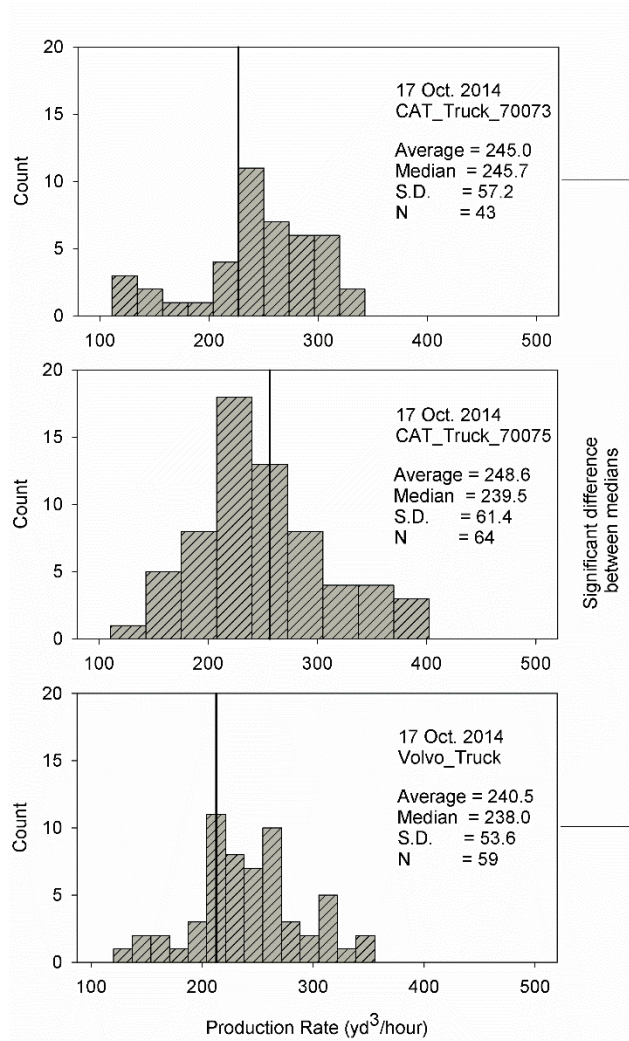 20
15
10
5
0
Count
17 Oct. 2014
CAT_Truck_70073
Average = 245.0
Median = 245.7
S.D. = 57.2
N = 43
100 200 300 400 500
20
15
10
5
0
Count
17 Oct. 2014
CAT_Truck_70075
Average = 248.6
Median = 239.5
S.D. = 61.4
N = 64
100 200 300 400 500
Significant difference
between medians
20
15
10
5
0
Count
17 Oct. 2014
Volvo_Truck
Average = 240.5
Median = 238.0
S.D. = 53.6
N = 59
100 200 300 400 500
Production Rate (yd³/hour)